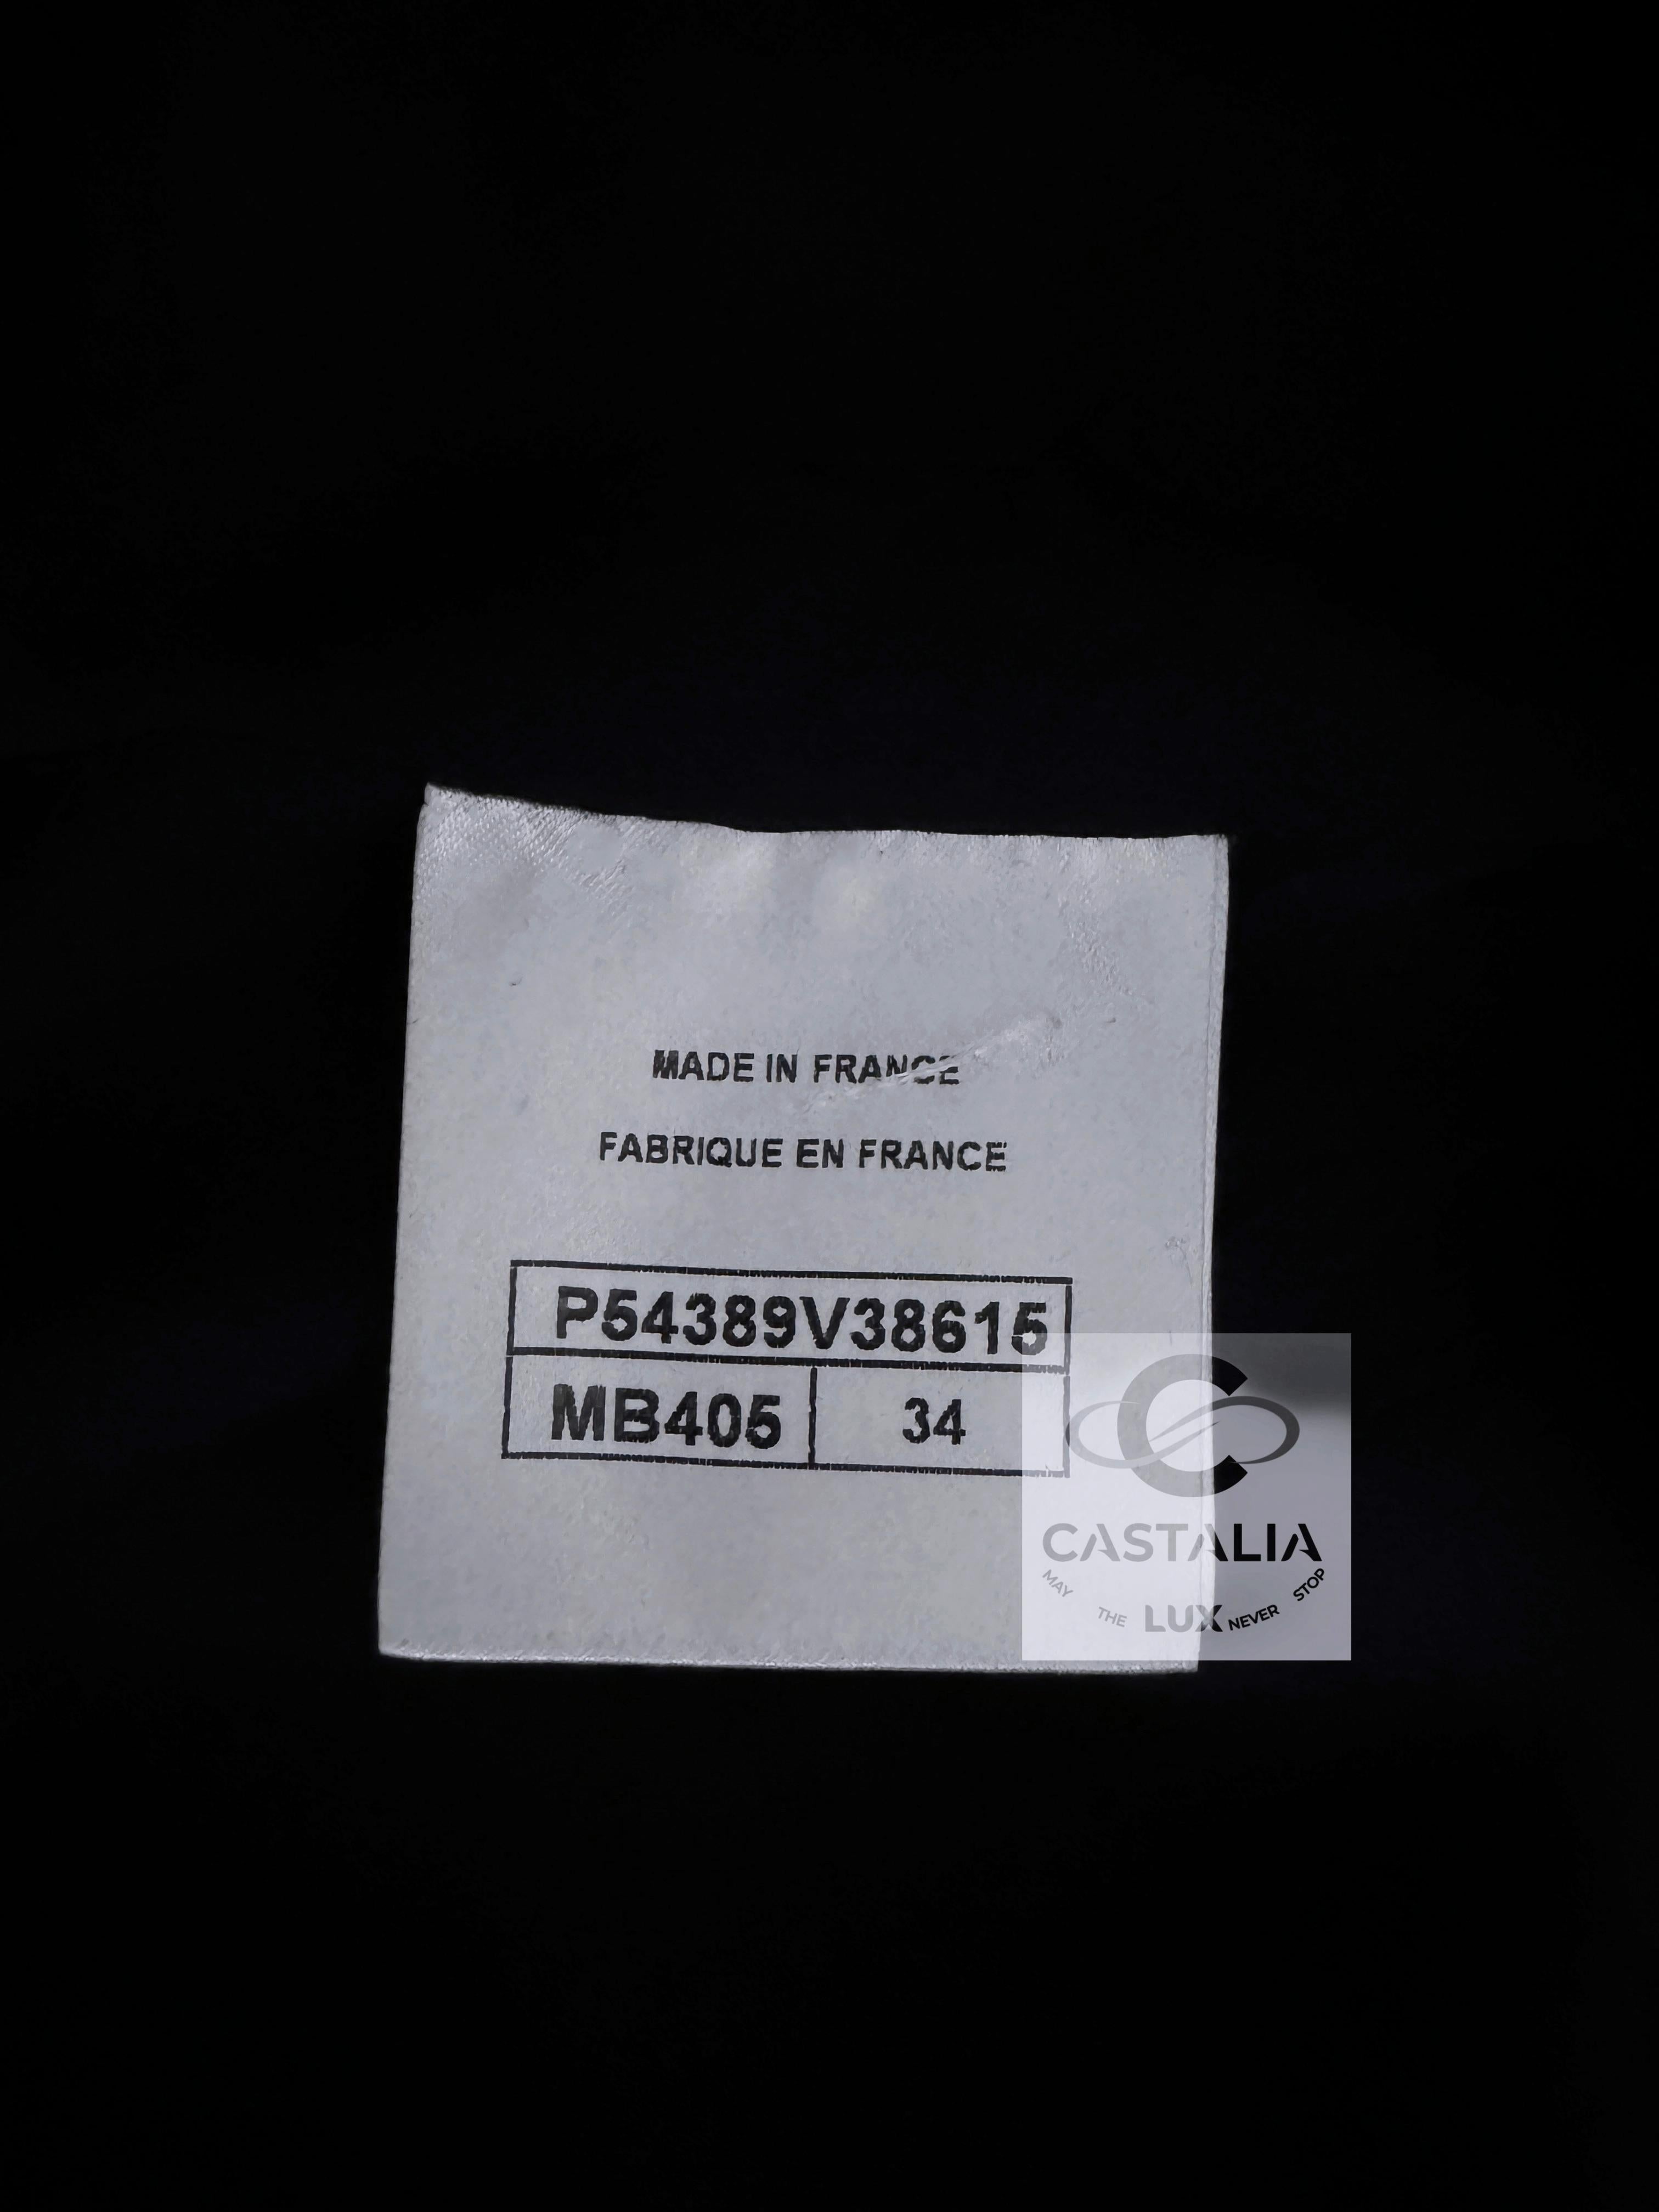 MADE IN FRANCE
FABRIQUE EN FRANCE
P54389V38615
MB405 34
CASTALIA
MAY THE LUX NEVER STOP